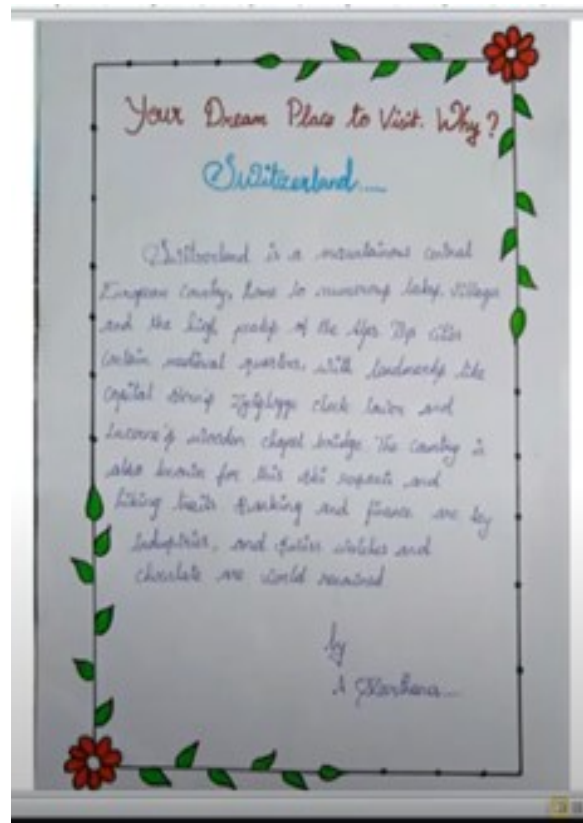 Your Dream Place to Visit. Why?
Switzerland....
Switzerland is a mountainous central
European country, home to numerous lakes, villages
and the high peaks of the Alps. Its cities
contain medieval quarters, with landmarks like
capital Bern's Zytglogge clock tower and
Lucerne's wooden chapel bridge. The country is
also known for this ski resorts and
hiking trails Banking and finance are key
industries, and swiss watches and
chocolate are world renowned
by
A